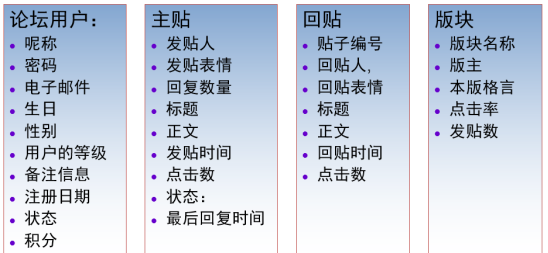 论坛用户：
昵称
密码
电子邮件
生日
性别
用户的等级
备注信息
注册日期
状态
积分
主贴
发贴人
发贴表情
回复数量
标题
正文
发贴时间
点击数
状态：
最后回复时间
回贴
贴子编号
回贴人,
回贴表情
标题
正文
回贴时间
点击数
版块
版块名称
版主
本版格言
点击率
发贴数